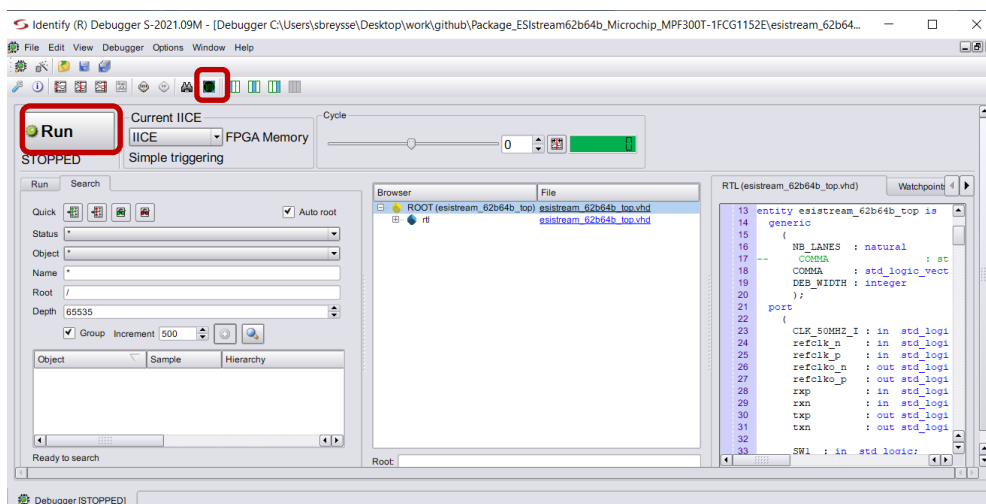 Identify (R) Debugger S-2021.09M - [Debugger C:\Users\sbreysse\Desktop\work\github\Package_ESIstream62b64b_Microchip_MPF300T-1FCG1152E\esistream_62b64...
File Edit View Debugger Options Window Help
Run
STOPPED
Current IICE
IICE
FPGA Memory
Simple triggering
Cycle
0
0
Run Search
Quick
Auto root
Status *
Object *
Name *
Root /
Depth 65535
Group Increment 500
Object Sample Hierarchy
Ready to search
Browser File
ROOT (esistream_62b64b_top) esistream_62b64b_top.vhd
rtl esistream_62b64b_top.vhd
Root:
RTL (esistream_62b64b_top.vhd) Watchpoint
13 entity esistream_62b64b_top is
14 generic
15 (
16 NB_LANES : natural
17 -- COMMA : st
18 COMMA : std_logic_vect
19 DEB_WIDTH : integer
20 );
21 port
22 (
23 CLK_50MHZ_I : in std_logi
24 refclk_n : in std_logi
25 refclk_p : in std_logi
26 refclko_n : out std_logi
27 refclko_p : out std_logi
28 rxp : in std_logi
29 rxn : in std_logi
30 txp : out std_logi
31 txn : out std_logi
32
33 SW1 : in std_logic;
Debugger [STOPPED]